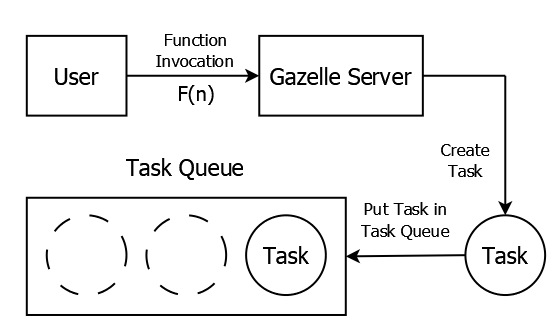 User
Function
Invocation
F(n)
Gazelle Server
Create
Task
Task Queue
Put Task in
Task Queue
Task
Task